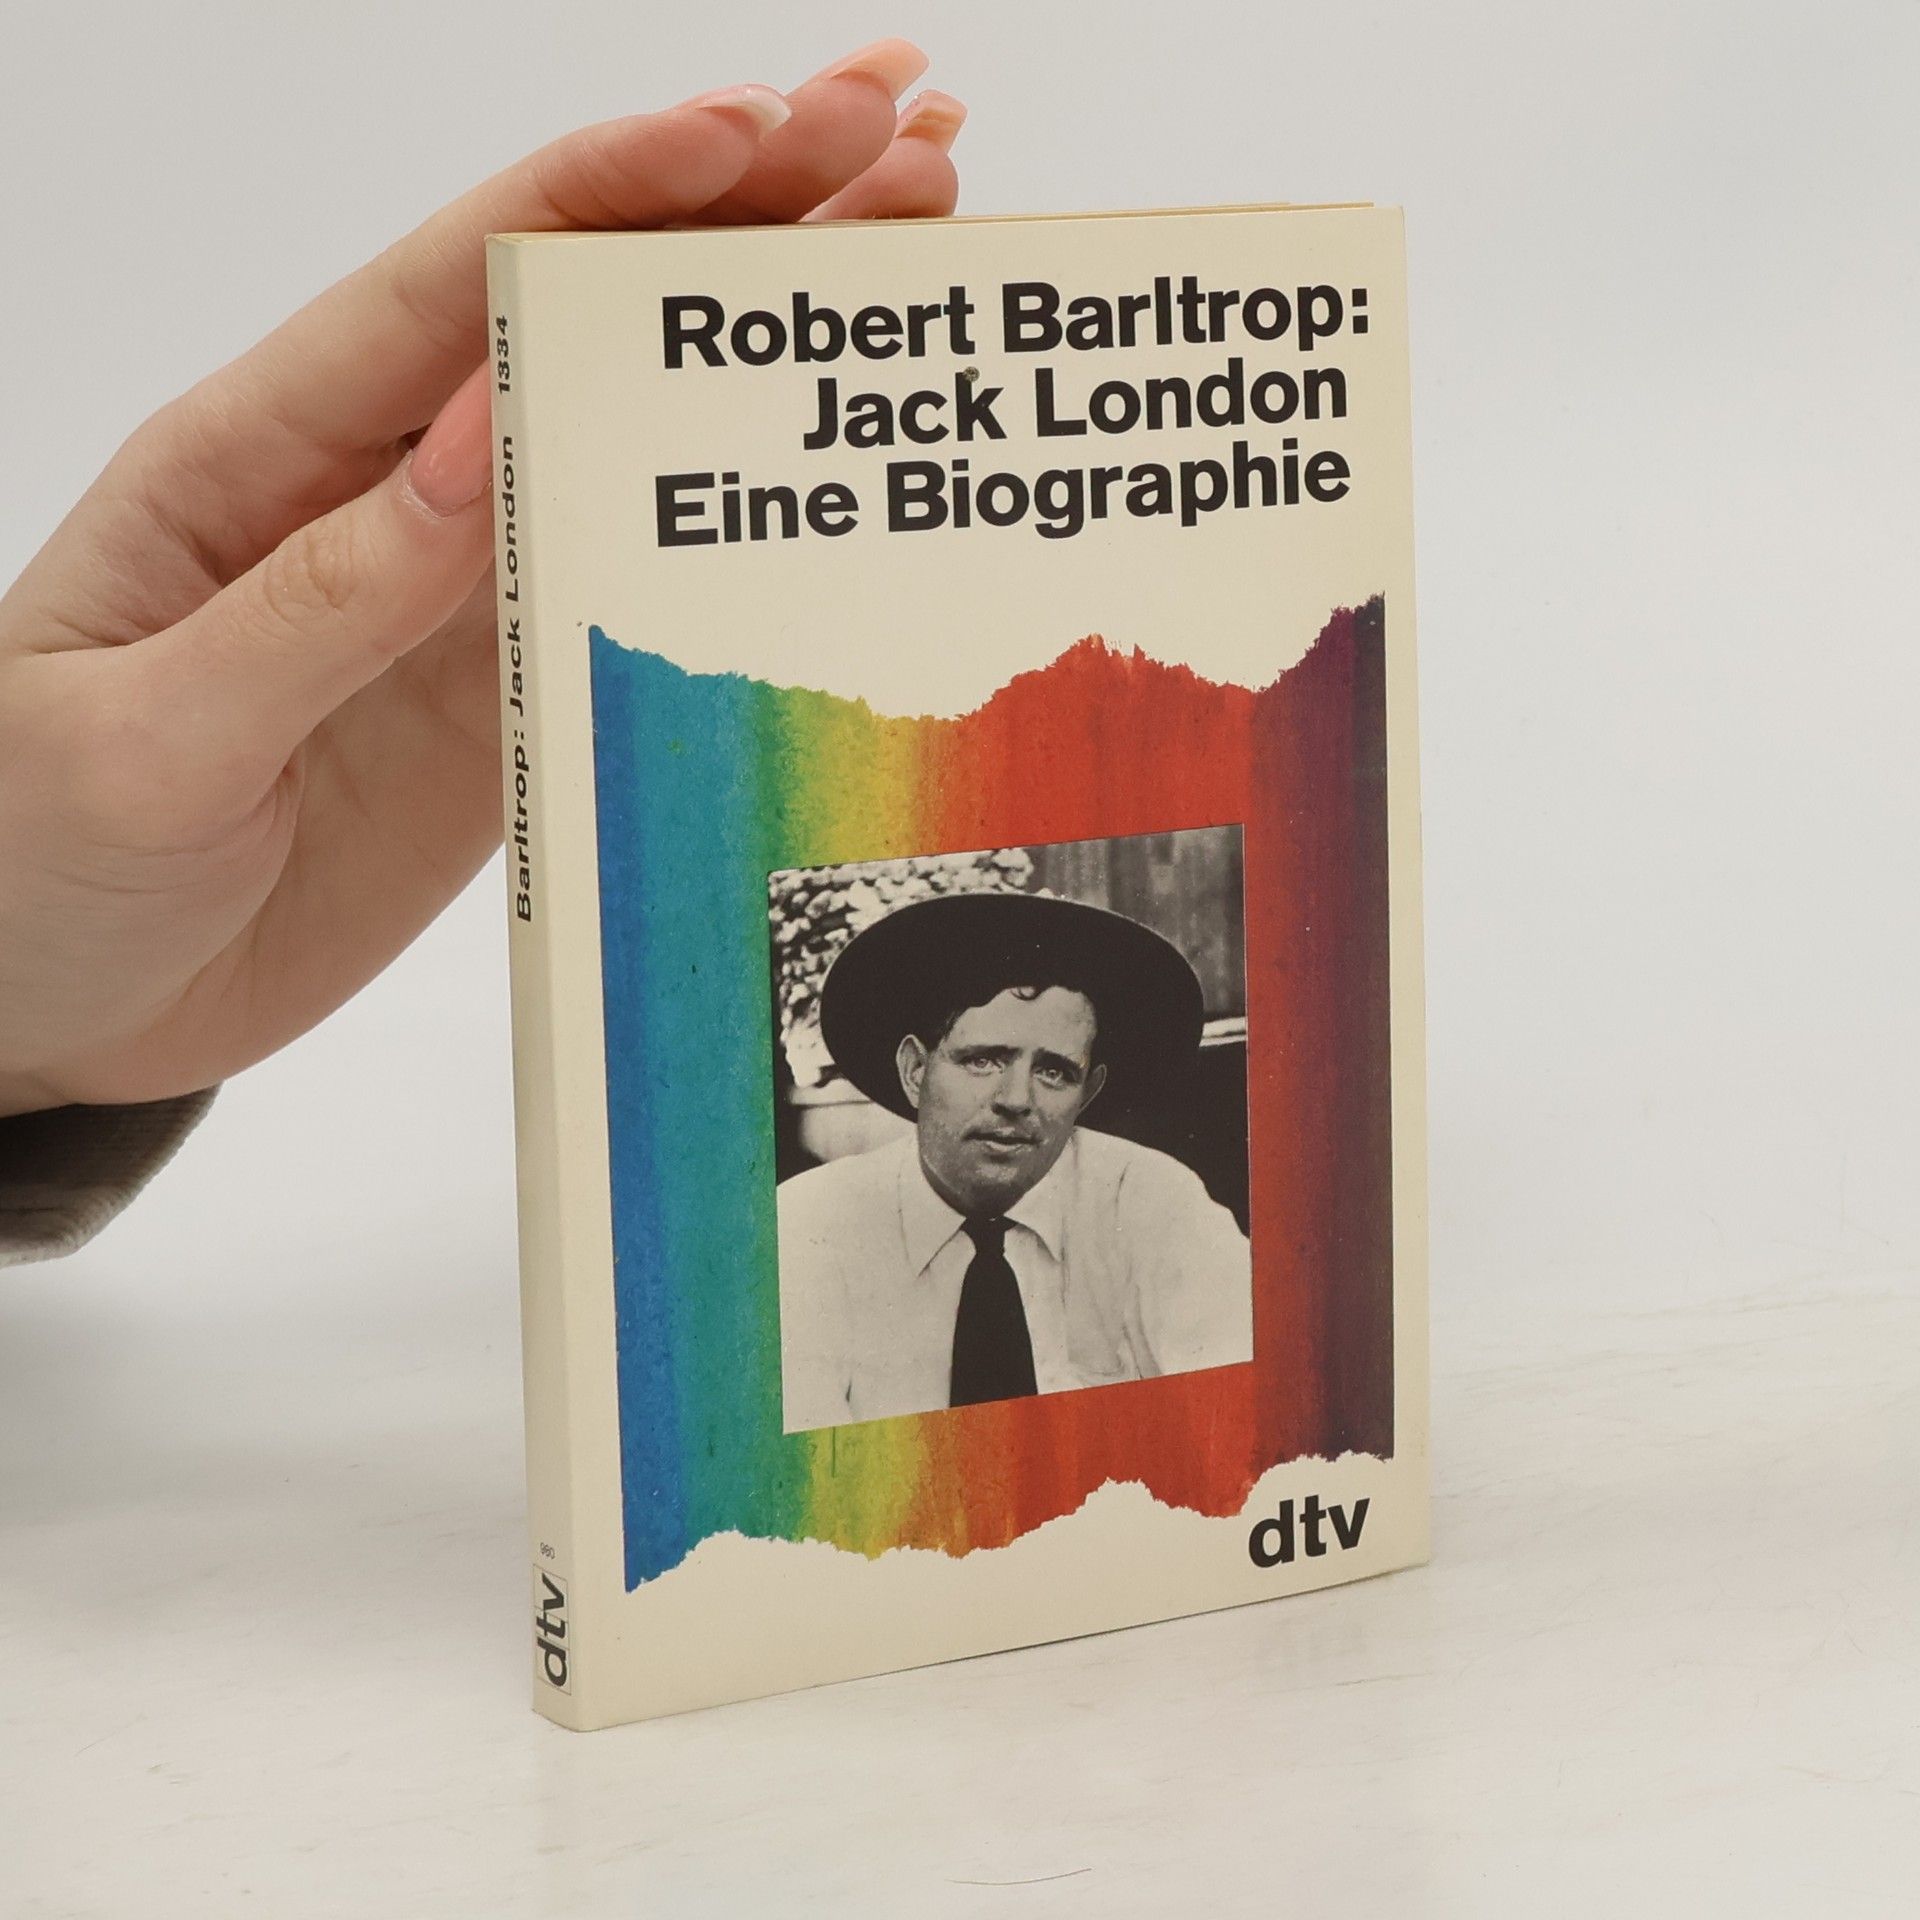 Robert Barltrop:
Jack London
Eine Biographie
dtv
Barltrop: Jack London 1334
980
dtv